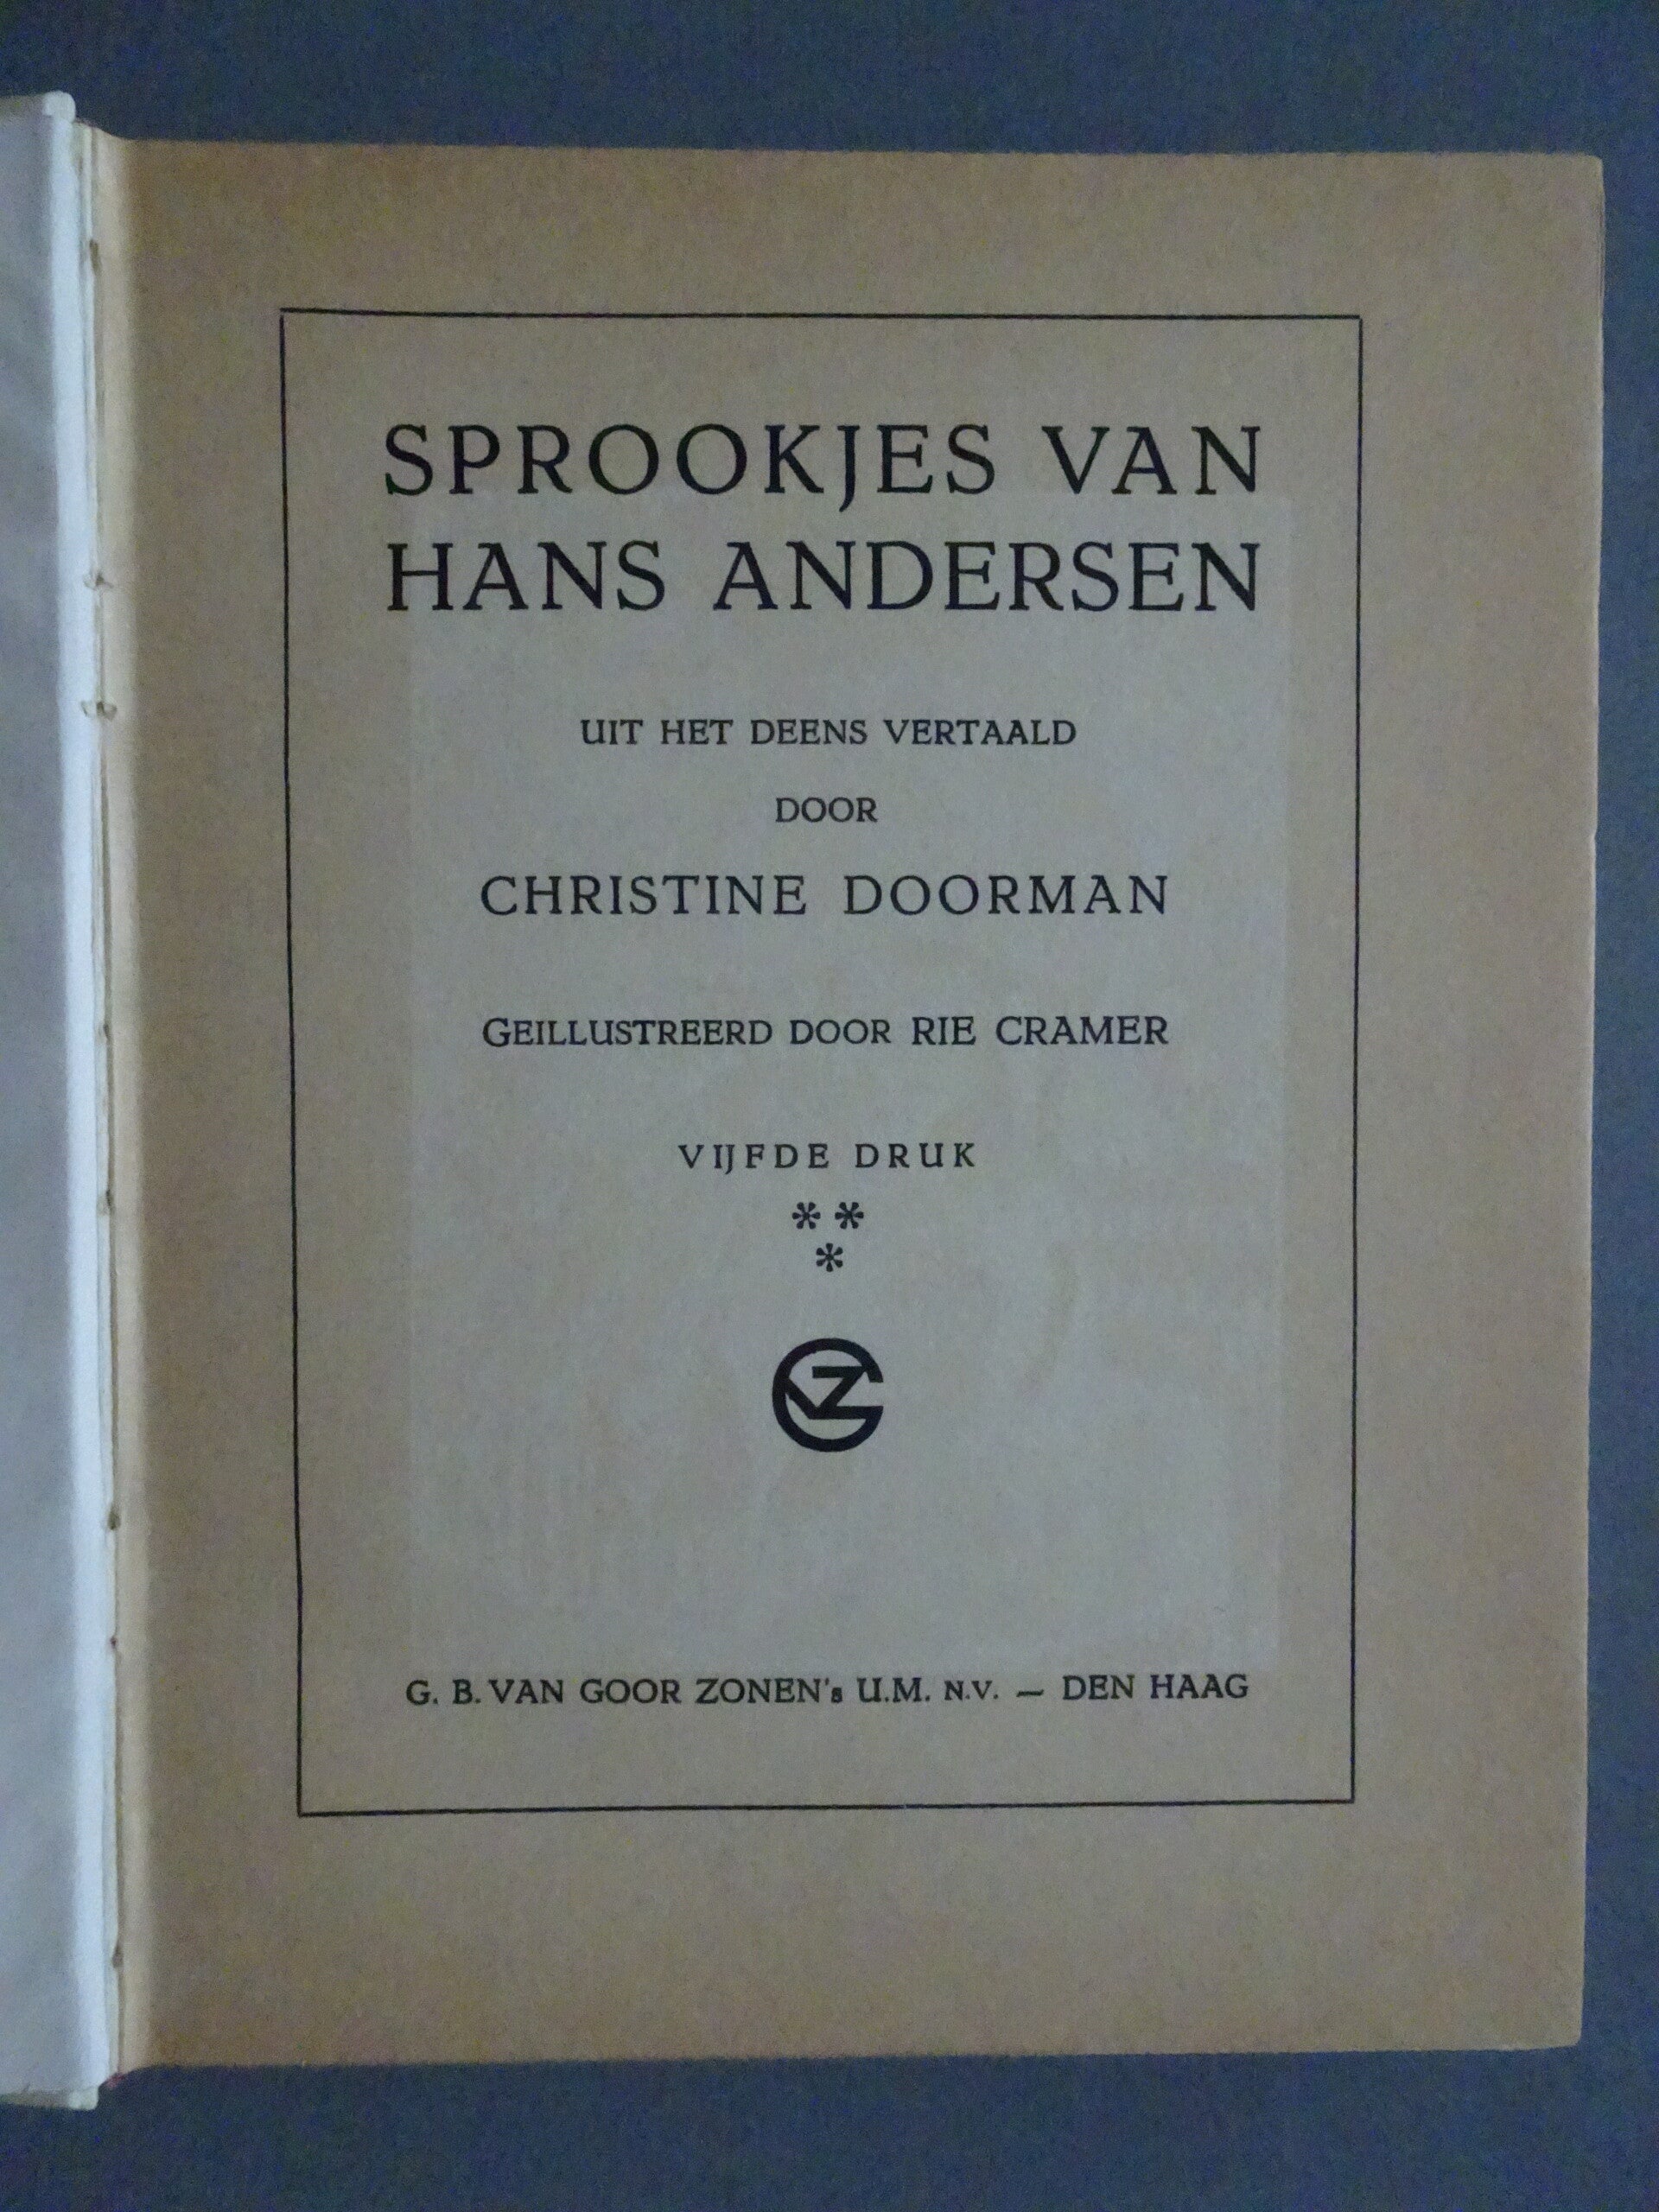 SPROOKJES VAN
HANS ANDERSEN
UIT HET DEENS VERTAALD
DOOR
CHRISTINE DOORMAN
GEILLUSTREERD DOOR RIE CRAMER
VIJFDE DRUK
* *
*
GVZ
G. B. VAN GOOR ZONEN's U.M. N.V. — DEN HAAG